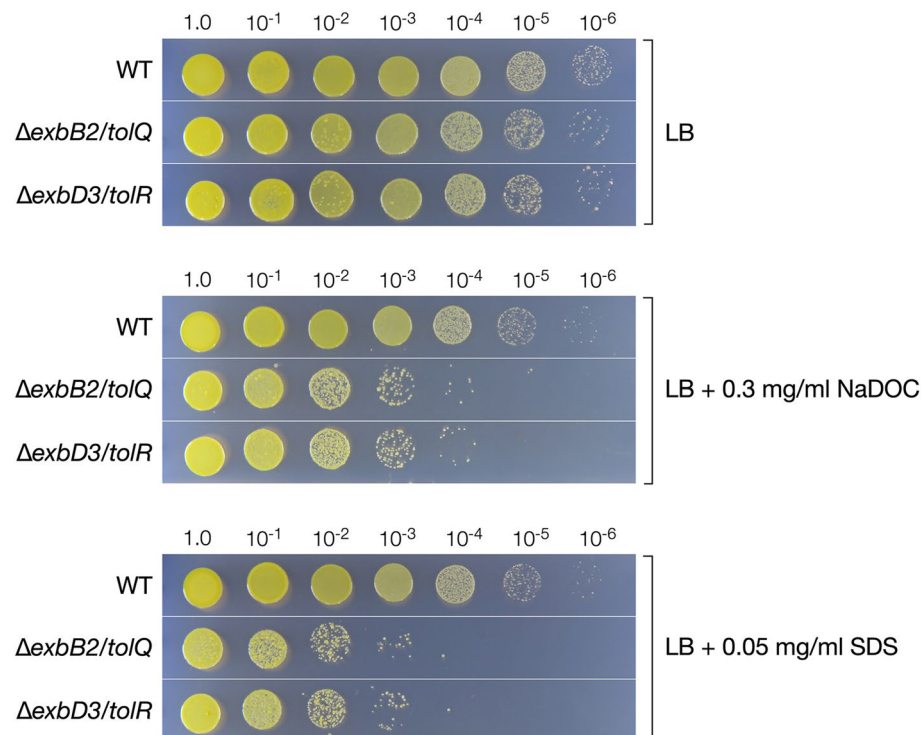 1.0 10⁻¹ 10⁻² 10⁻³ 10⁻⁴ 10⁻⁵ 10⁻⁶
WT
ΔexbB2/tolQ
ΔexbD3/tolR
LB
1.0 10⁻¹ 10⁻² 10⁻³ 10⁻⁴ 10⁻⁵ 10⁻⁶
WT
ΔexbB2/tolQ
ΔexbD3/tolR
LB + 0.3 mg/ml NaDOC
1.0 10⁻¹ 10⁻² 10⁻³ 10⁻⁴ 10⁻⁵ 10⁻⁶
WT
ΔexbB2/tolQ
ΔexbD3/tolR
LB + 0.05 mg/ml SDS